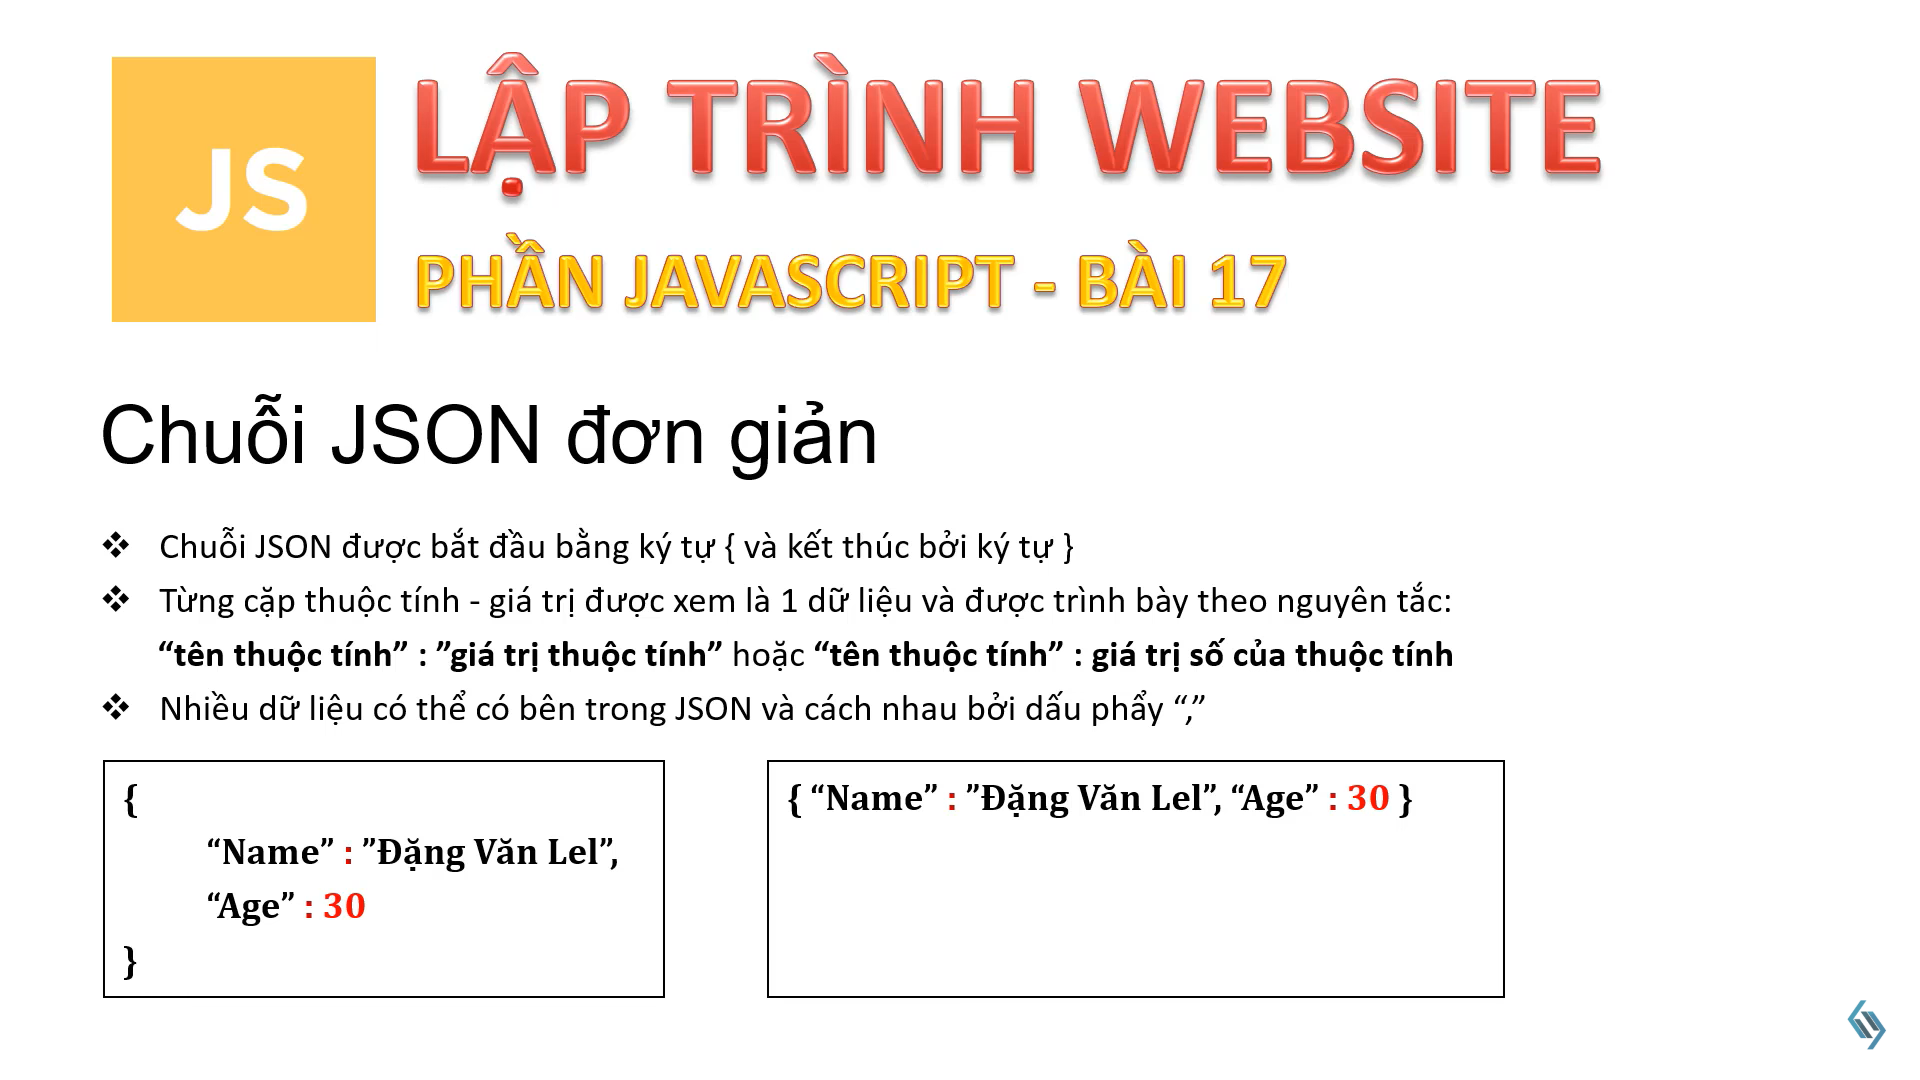 JS
LẬP TRÌNH WEBSITE
PHẦN JAVASCRIPT - BÀI 17
Chuỗi JSON đơn giản
❖ Chuỗi JSON được bắt đầu bằng ký tự { và kết thúc bởi ký tự }
❖ Từng cặp thuộc tính - giá trị được xem là 1 dữ liệu và được trình bày theo nguyên tắc:
“tên thuộc tính” : ”giá trị thuộc tính” hoặc “tên thuộc tính” : giá trị số của thuộc tính
❖ Nhiều dữ liệu có thể có bên trong JSON và cách nhau bởi dấu phẩy “,”
{
“Name” : ”Đặng Văn Lel”,
“Age” : 30
}
{ “Name” : ”Đặng Văn Lel”, “Age” : 30 }